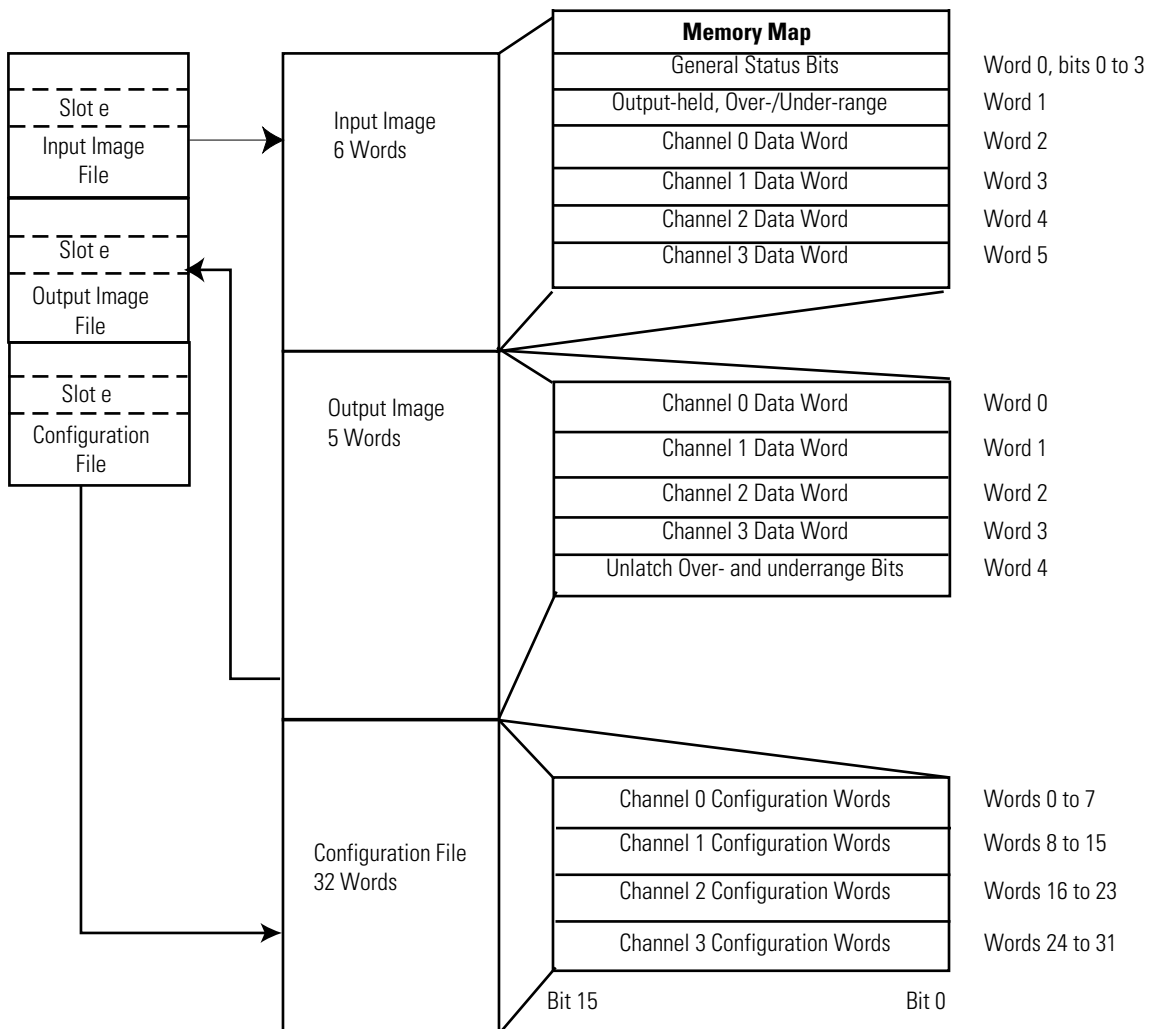 Slot e
Input Image
File
Slot e
Output Image
File
Slot e
Configuration
File
Input Image
6 Words
Output Image
5 Words
Configuration File
32 Words
Memory Map
General Status Bits Word 0, bits 0 to 3
Output-held, Over-/Under-range Word 1
Channel 0 Data Word Word 2
Channel 1 Data Word Word 3
Channel 2 Data Word Word 4
Channel 3 Data Word Word 5
Channel 0 Data Word Word 0
Channel 1 Data Word Word 1
Channel 2 Data Word Word 2
Channel 3 Data Word Word 3
Unlatch Over- and underrange Bits Word 4
Channel 0 Configuration Words Words 0 to 7
Channel 1 Configuration Words Words 8 to 15
Channel 2 Configuration Words Words 16 to 23
Channel 3 Configuration Words Words 24 to 31
Bit 15 Bit 0